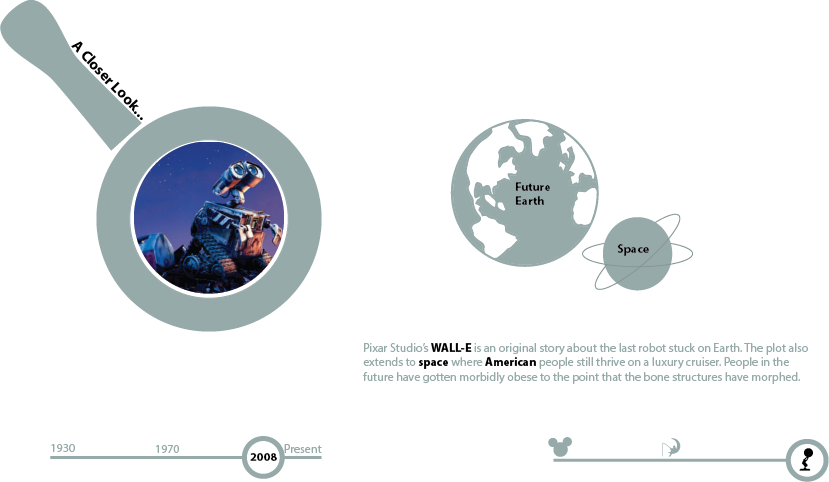 A Closer Look...
Future
Earth
Space
Pixar Studio's WALL-E is an original story about the last robot stuck on Earth. The plot also
extends to space where American people still thrive on a luxury cruiser. People in the
future have gotten morbidly obese to the point that the bone structures have morphed.
1930
1970
2008
Present